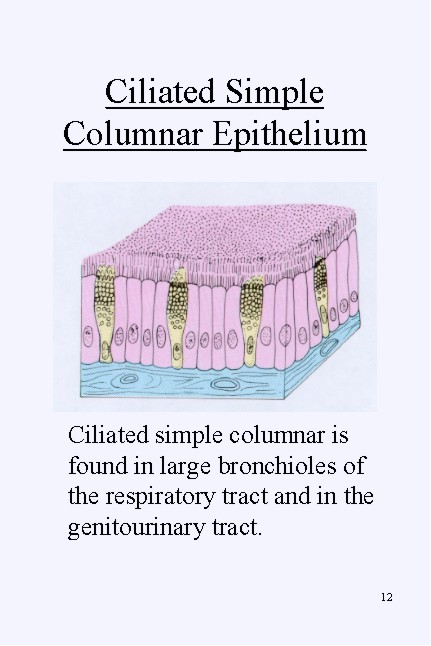 Ciliated Simple
Columnar Epithelium
Ciliated simple columnar is
found in large bronchioles of
the respiratory tract and in the
genitourinary tract.
12